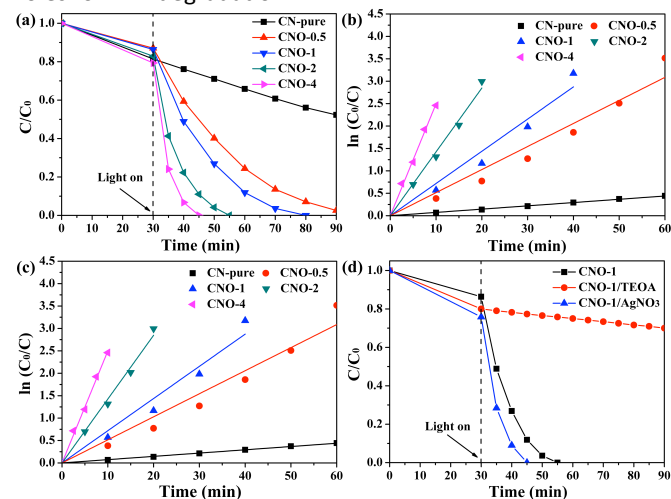 (a)
CN-pure
CNO-0.5
CNO-1
CNO-2
CNO-4
Light on
C/C₀
1.0
0.8
0.6
0.4
0.2
0.0
0 10 20 30 40 50 60 70 80 90
Time (min)
(b)
CN-pure CNO-0.5
CNO-1 CNO-2
CNO-4
ln (C₀/C)
4.5
4.0
3.5
3.0
2.5
2.0
1.5
1.0
0.5
0.0
0 10 20 30 40 50 60
Time (min)
(c)
CN-pure CNO-0.5
CNO-1 CNO-2
CNO-4
ln (C₀/C)
4.5
4.0
3.5
3.0
2.5
2.0
1.5
1.0
0.5
0.0
0 10 20 30 40 50 60
Time (min)
(d)
CNO-1
CNO-1/TEOA
CNO-1/AgNO₃
Light on
C/C₀
1.0
0.8
0.6
0.4
0.2
0.0
0 10 20 30 40 50 60 70 80 90
Time (min)